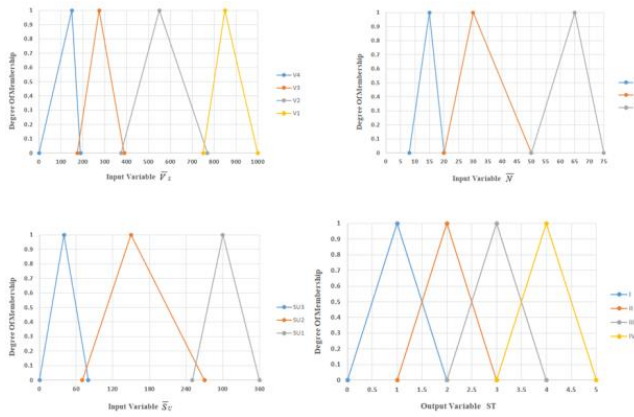 1
0.9
0.8
0.7
0.6
0.5
0.4
0.3
0.2
0.1
0
Degree Of Membership
0 100 200 300 400 500 600 700 800 900 1000
Input Variable V̅ s
V4
V3
V2
V1
1
0.9
0.8
0.7
0.6
0.5
0.4
0.3
0.2
0.1
0
Degree Of Membership
0 5 10 15 20 25 30 35 40 45 50 55 60 65 70 75
Input Variable N̅
1
0.9
0.8
0.7
0.6
0.5
0.4
0.3
0.2
0.1
0
Degree Of Membership
0 60 120 180 240 300 360
Input Variable S̅ U
SU3
SU2
SU1
1
0.9
0.8
0.7
0.6
0.5
0.4
0.3
0.2
0.1
0
Degree Of Membership
0 0.5 1 1.5 2 2.5 3 3.5 4 4.5 5
Output Variable ST
I
II
III